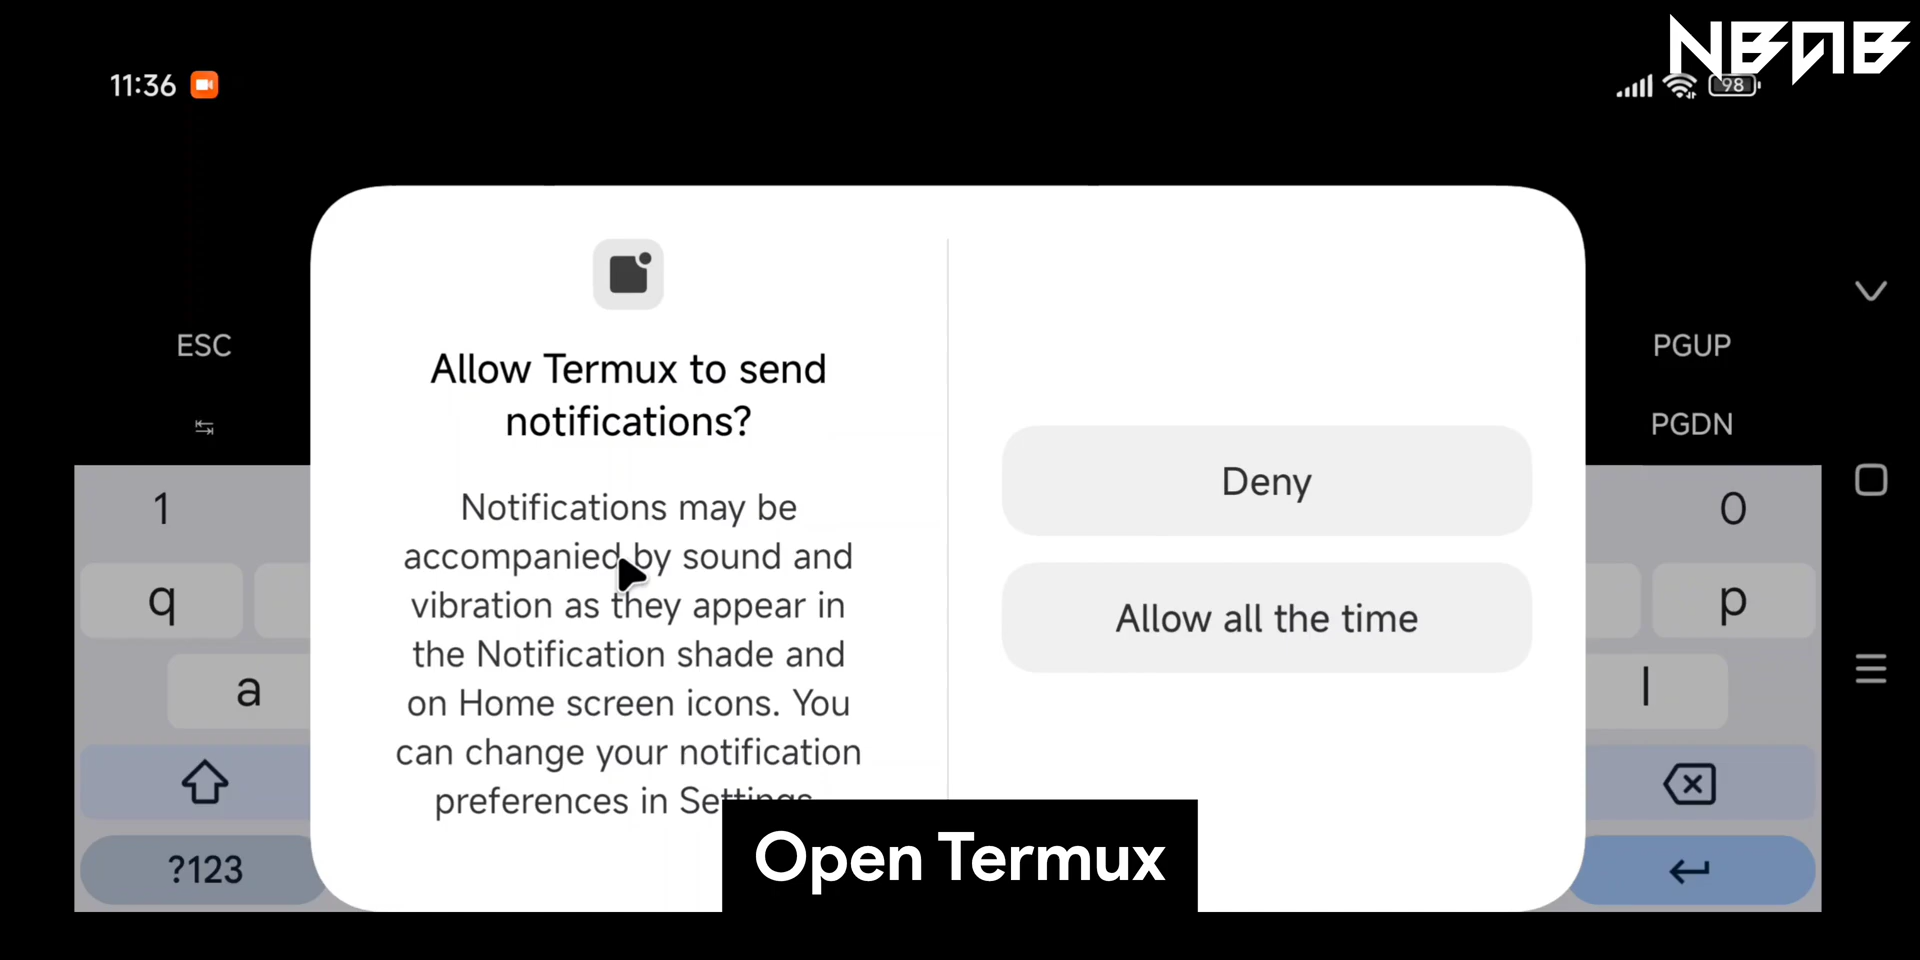 11:36
NBAB
98
ESC
PGUP
PGDN
Allow Termux to send
notifications?
Notifications may be
accompanied by sound and
vibration as they appear in
the Notification shade and
on Home screen icons. You
can change your notification
preferences in Settings
Deny
Allow all the time
1
0
q
p
a
l
?123
Open Termux